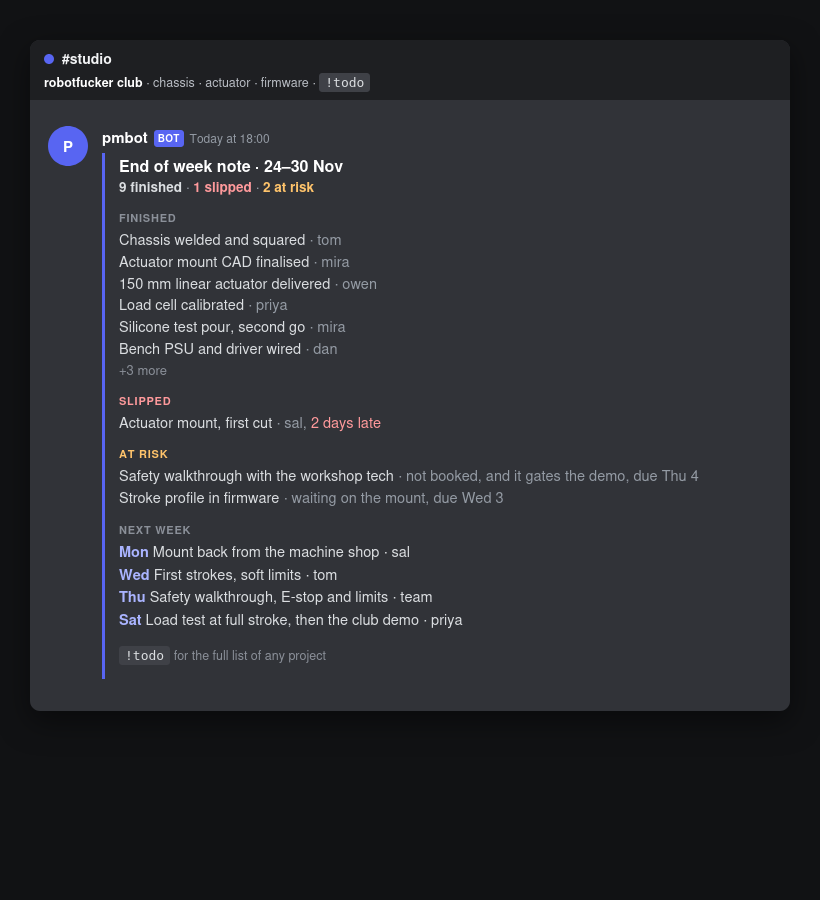 #studio
robotfucker club · chassis · actuator · firmware · !todo
P
pmbot BOT Today at 18:00
End of week note · 24–30 Nov
9 finished · 1 slipped · 2 at risk
FINISHED
Chassis welded and squared · tom
Actuator mount CAD finalised · mira
150 mm linear actuator delivered · owen
Load cell calibrated · priya
Silicone test pour, second go · mira
Bench PSU and driver wired · dan
+3 more
SLIPPED
Actuator mount, first cut · sal, 2 days late
AT RISK
Safety walkthrough with the workshop tech · not booked, and it gates the demo, due Thu 4
Stroke profile in firmware · waiting on the mount, due Wed 3
NEXT WEEK
Mon Mount back from the machine shop · sal
Wed First strokes, soft limits · tom
Thu Safety walkthrough, E-stop and limits · team
Sat Load test at full stroke, then the club demo · priya
!todo for the full list of any project